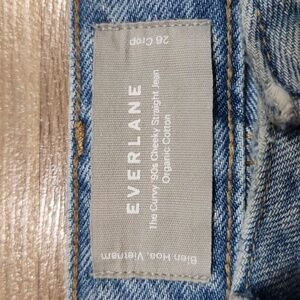 26 Crop
EVERLANE
The Curvy '90s Cheeky Straight Jean
Organic Cotton
Bien Hoa, Vietnam